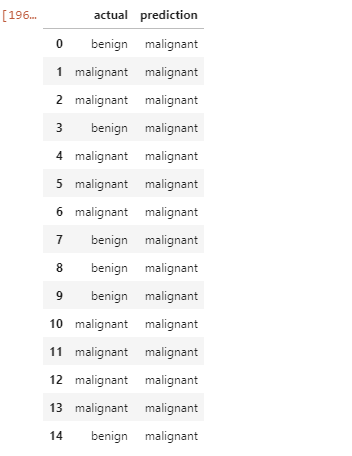 [196...
actual prediction
0 benign malignant
1 malignant malignant
2 malignant malignant
3 benign malignant
4 malignant malignant
5 malignant malignant
6 malignant malignant
7 benign malignant
8 benign malignant
9 benign malignant
10 malignant malignant
11 malignant malignant
12 malignant malignant
13 malignant malignant
14 benign malignant